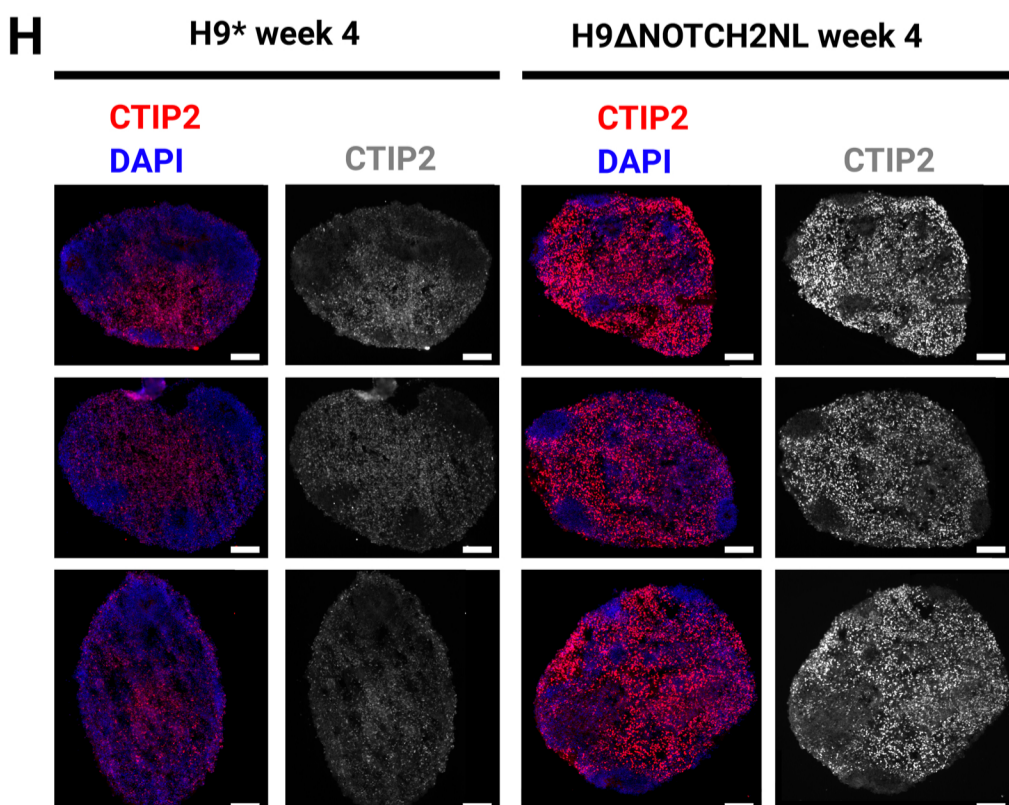 H
H9* week 4
H9ΔNOTCH2NL week 4
CTIP2
DAPI
CTIP2
CTIP2
DAPI
CTIP2